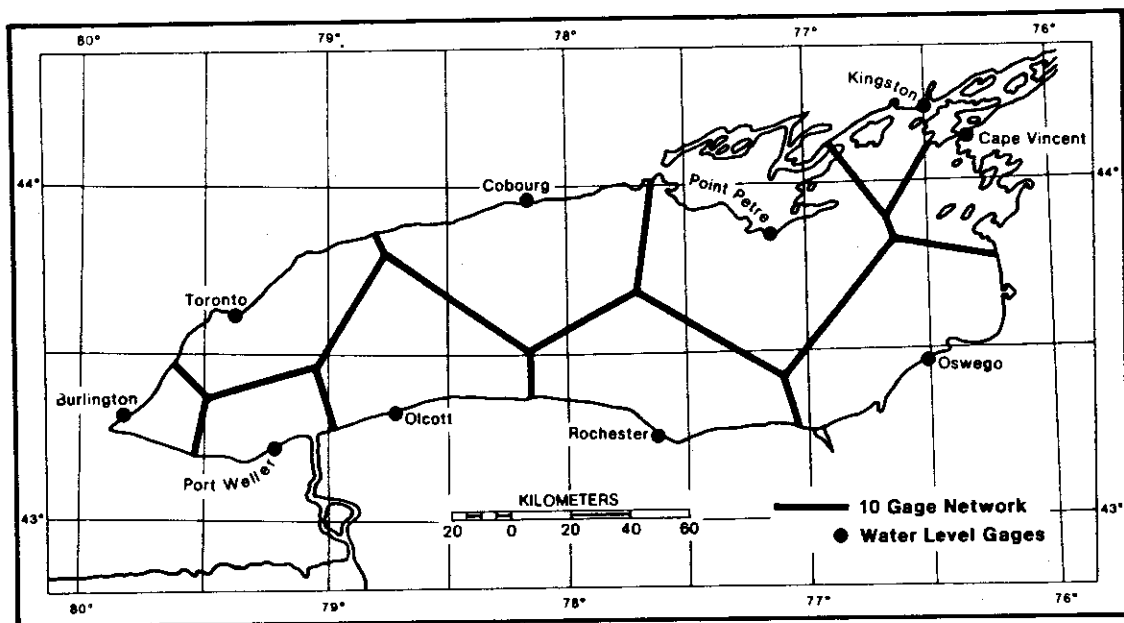 80° 79° 78° 77° 76°
Kingston
Cape Vincent
44° 44°
Cobourg
Point Petre
Toronto
Oswego
Burlington
Olcott
Rochester
Port Weller
KILOMETERS
20 0 20 40 60
10 Gage Network
43° 43°
Water Level Gages
80° 79° 78° 77° 76°